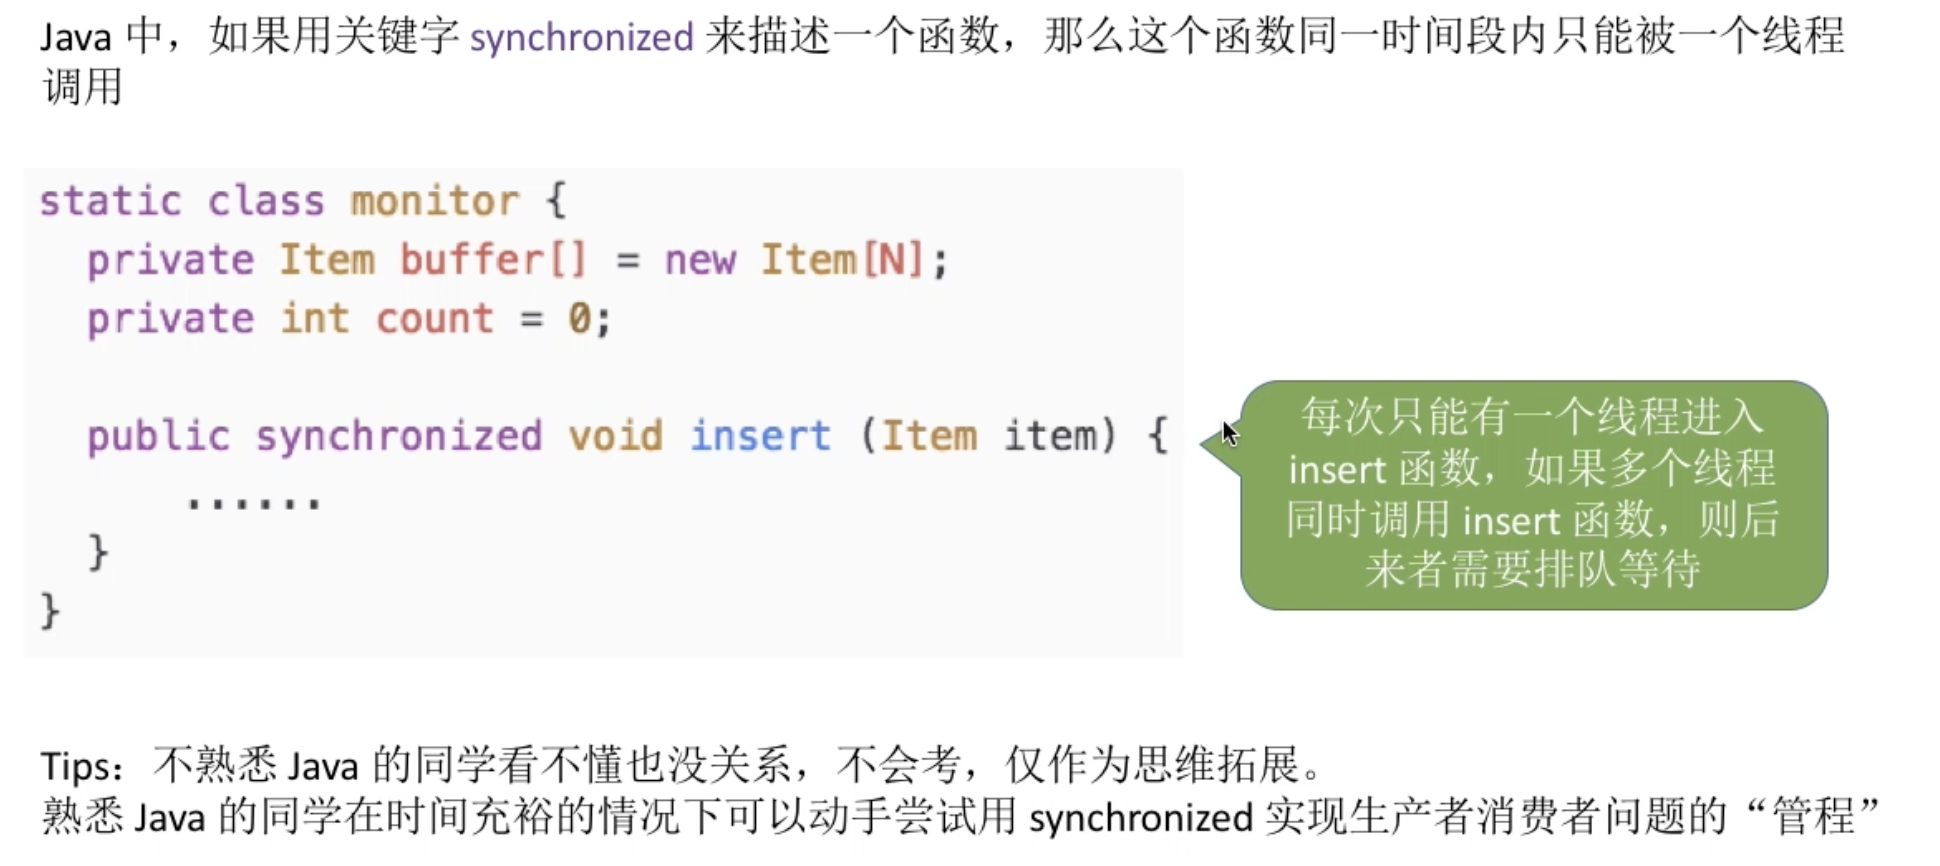 Java 中，如果用关键字 synchronized 来描述一个函数，那么这个函数同一时间段内只能被一个线程
调用
static class monitor {
private Item buffer[] = new Item[N];
private int count = 0;
public synchronized void insert (Item item) {
......
}
}
每次只能有一个线程进入
insert 函数，如果多个线程
同时调用 insert 函数，则后
来者需要排队等待
Tips：不熟悉 Java 的同学看不懂也没关系，不会考，仅作为思维拓展。
熟悉 Java 的同学在时间充裕的情况下可以动手尝试用 synchronized 实现生产者消费者问题的“管程”